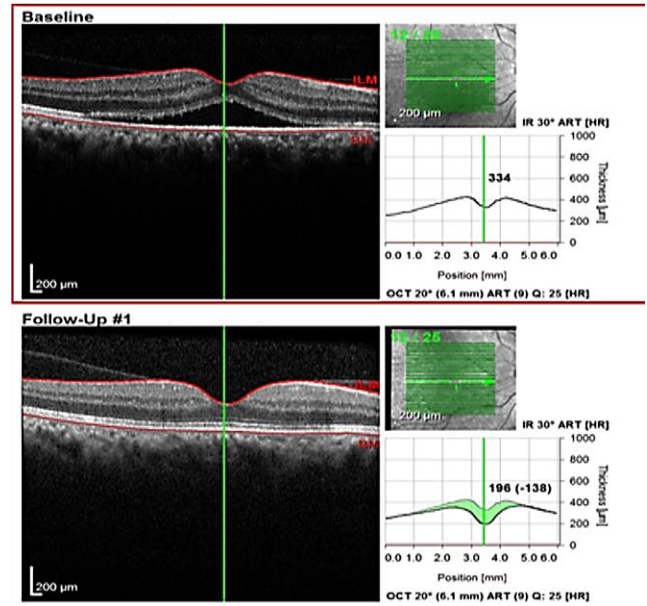 Baseline
ILM
BM
200 µm
12 / 25
200 µm
IR 30° ART [HR]
1000
800
600
400
200
0
Thickness [µm]
334
0.0 1.0 2.0 3.0 4.0 5.0 6.0
Position [mm]
OCT 20° (6.1 mm) ART (9) Q: 25 [HR]
Follow-Up #1
ILM
BM
200 µm
12 / 25
200 µm
IR 30° ART [HR]
1000
800
600
400
200
0
Thickness [µm]
196 (-138)
0.0 1.0 2.0 3.0 4.0 5.0 6.0
Position [mm]
OCT 20° (6.1 mm) ART (9) Q: 25 [HR]